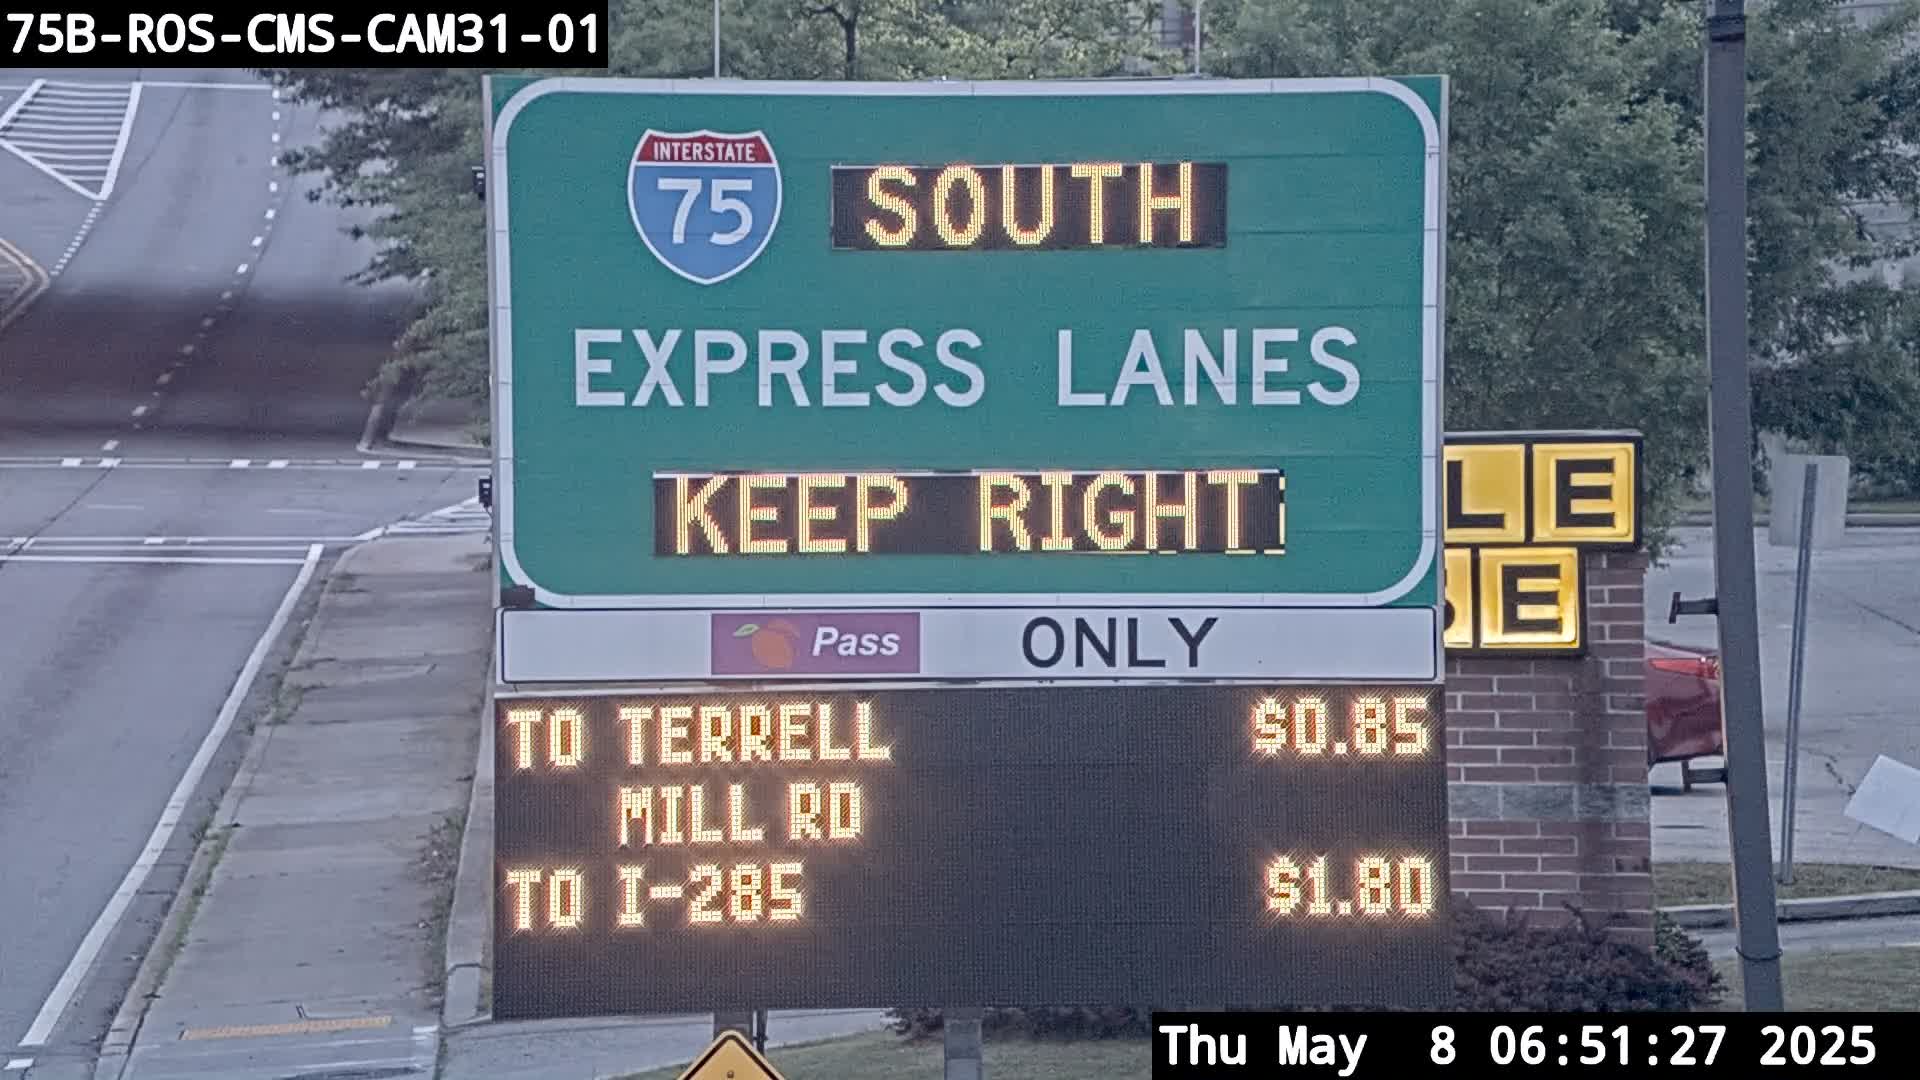 75B-ROS-CMS-CAM31-01
INTERSTATE
75
SOUTH
EXPRESS LANES
KEEP RIGHT
Pass ONLY
TO TERRELL $0.85
MILL RD
TO I-285 $1.80
LE
E
Thu May 8 06:51:27 2025